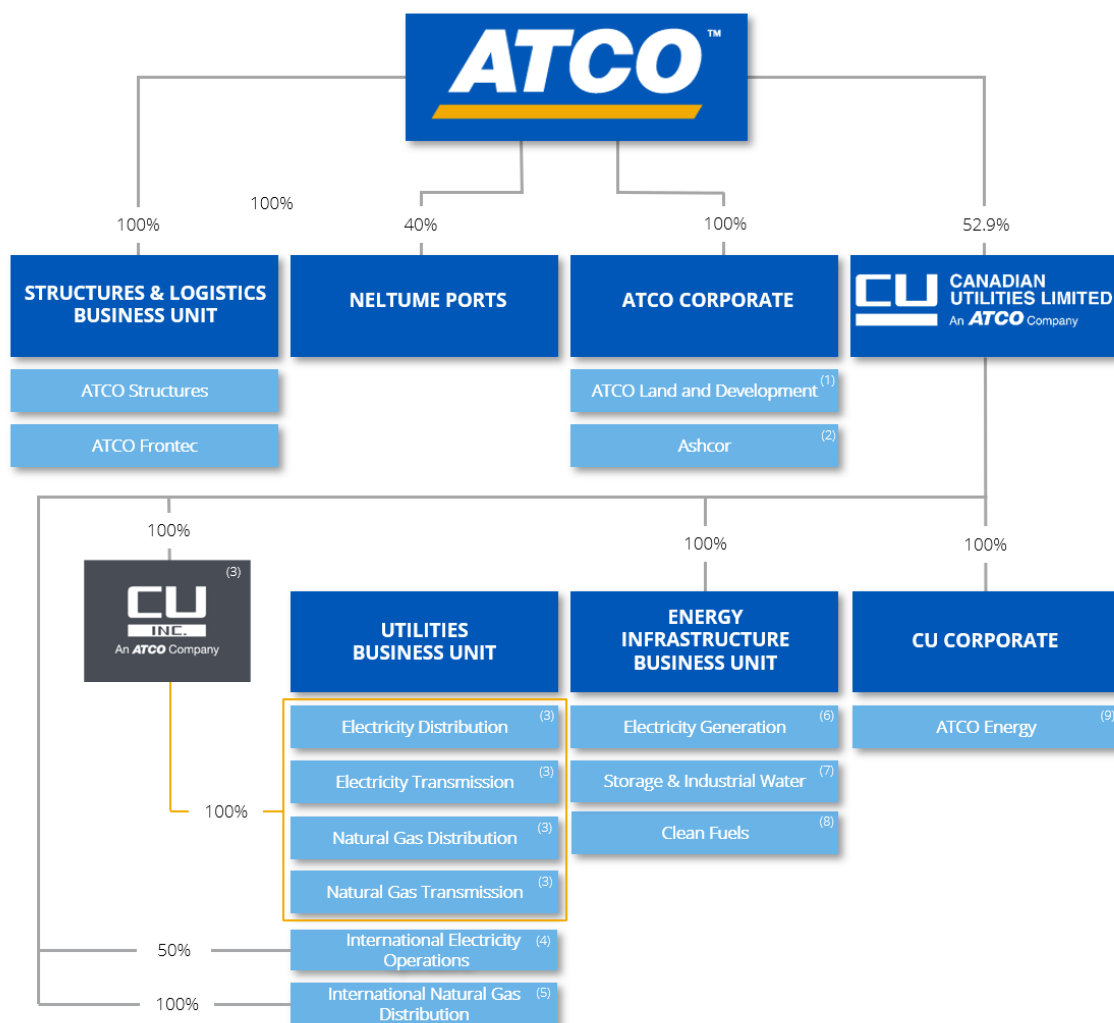 ATCO™
100%
100%
40%
100%
52.9%
STRUCTURES & LOGISTICS
BUSINESS UNIT
NELTUME PORTS
ATCO CORPORATE
CU CANADIAN
UTILITIES LIMITED
An ATCO Company
ATCO Structures
ATCO Frontec
ATCO Land and Development (1)
Ashcor (2)
100%
100%
100%
(3)
CU
INC.
An ATCO Company
UTILITIES
BUSINESS UNIT
ENERGY
INFRASTRUCTURE
BUSINESS UNIT
CU CORPORATE
Electricity Distribution (3)
Electricity Transmission (3)
Natural Gas Distribution (3)
Natural Gas Transmission (3)
100%
Electricity Generation (6)
Storage & Industrial Water (7)
Clean Fuels (8)
ATCO Energy (9)
50%
International Electricity (4)
Operations
100%
International Natural Gas (5)
Distribution